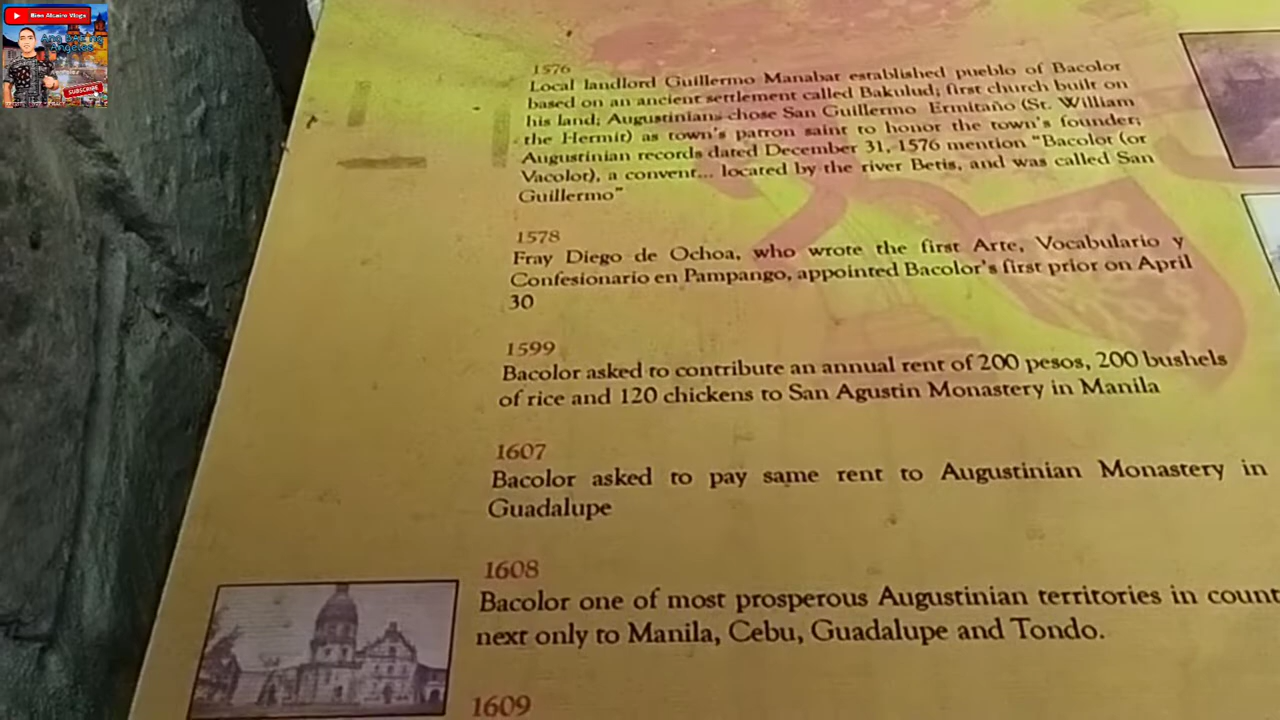 Bien Alcairo Vlogs
SUBSCRIBE
1576
Local landlord Guillermo Manabat established pueblo of Bacolor
based on an ancient settlement called Bakulud; first church built on
his land; Augustinians chose San Guillermo Ermitaño (St. William
the Hermit) as town's patron saint to honor the town's founder;
Augustinian records dated December 31, 1576 mention "Bacolot (or
Vacolot), a convent... located by the river Betis, and was called San
Guillermo"
1578
Fray Diego de Ochoa, who wrote the first Arte, Vocabulario y
Confesionario en Pampango, appointed Bacolor's first prior on April
30
1599
Bacolor asked to contribute an annual rent of 200 pesos, 200 bushels
of rice and 120 chickens to San Agustin Monastery in Manila
1607
Bacolor asked to pay same rent to Augustinian Monastery in
Guadalupe
1608
Bacolor one of most prosperous Augustinian territories in count
next only to Manila, Cebu, Guadalupe and Tondo.
1609